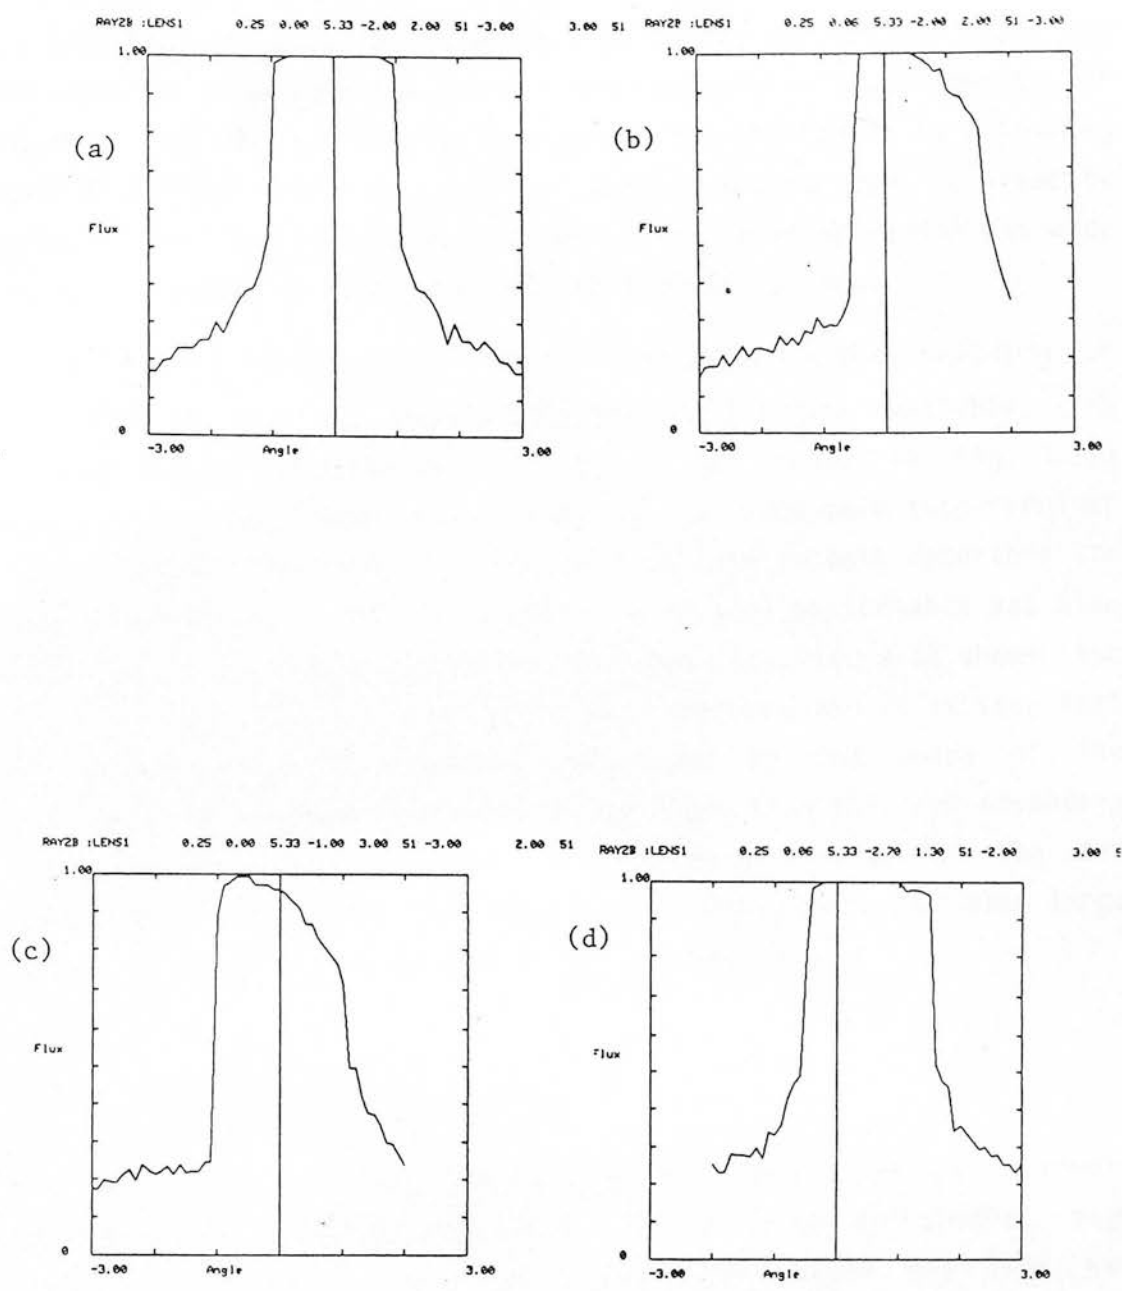 RAY2B :LENS1 0.25 0.00 5.33 -2.00 2.00 51 -3.00 3.00 51
1.00
(a)
Flux
0
-3.00 Angle 3.00
RAY2B :LENS1 0.25 0.06 5.33 -2.00 2.00 51 -3.00
1.00
(b)
Flux
0
-3.00 Angle 3.00
RAY2B :LENS1 0.25 0.00 5.33 -1.00 3.00 51 -3.00 2.00 51
1.00
(c)
Flux
0
-3.00 Angle 3.00
RAY2B :LENS1 0.25 0.06 5.33 -2.70 1.30 51 -2.00 3.00 5
1.00
(d)
Flux
0
-3.00 Angle 3.00